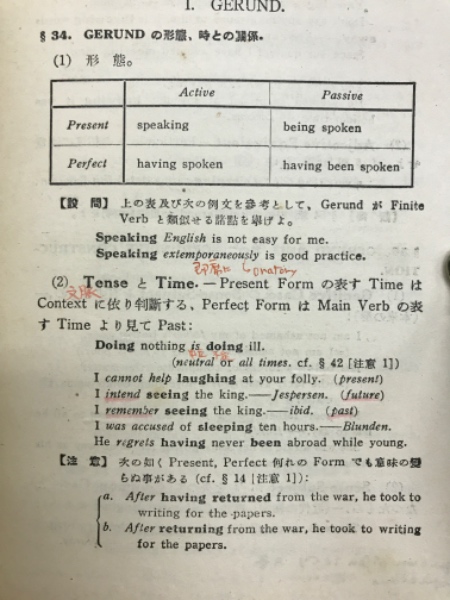 I. GERUND.
§ 34. GERUND の形態、時との関係.
(1) 形 態。
Active Passive
Present speaking being spoken
Perfect having spoken having been spoken
【設 問】 上の表及び次の例文を參考として、Gerund が Finite
Verb と類似せる諸點を擧げよ。
Speaking English is not easy for me.
Speaking extemporaneously is good practice.
(2) Tense と Time. — Present Form の表す Time は
文脈
Context に依り判斷する、Perfect Form は Main Verb の表
す Time より見て Past:
Doing nothing is doing ill.
(neutral or all times. cf. § 42 [注意 1])
I cannot help laughing at your folly. (present)
I intend seeing the king.——Jespersen. (future)
I remember seeing the king.——ibid. (past)
I was accused of sleeping ten hours.——Blunden.
He regrets having never been abroad while young.
【注 意】 次の如く Present, Perfect 何れの Form でも意味の變
らぬ事がある (cf. § 14 [注意 1]):
a. After having returned from the war, he took to
writing for the papers.
b. After returning from the war, he took to writing
for the papers.